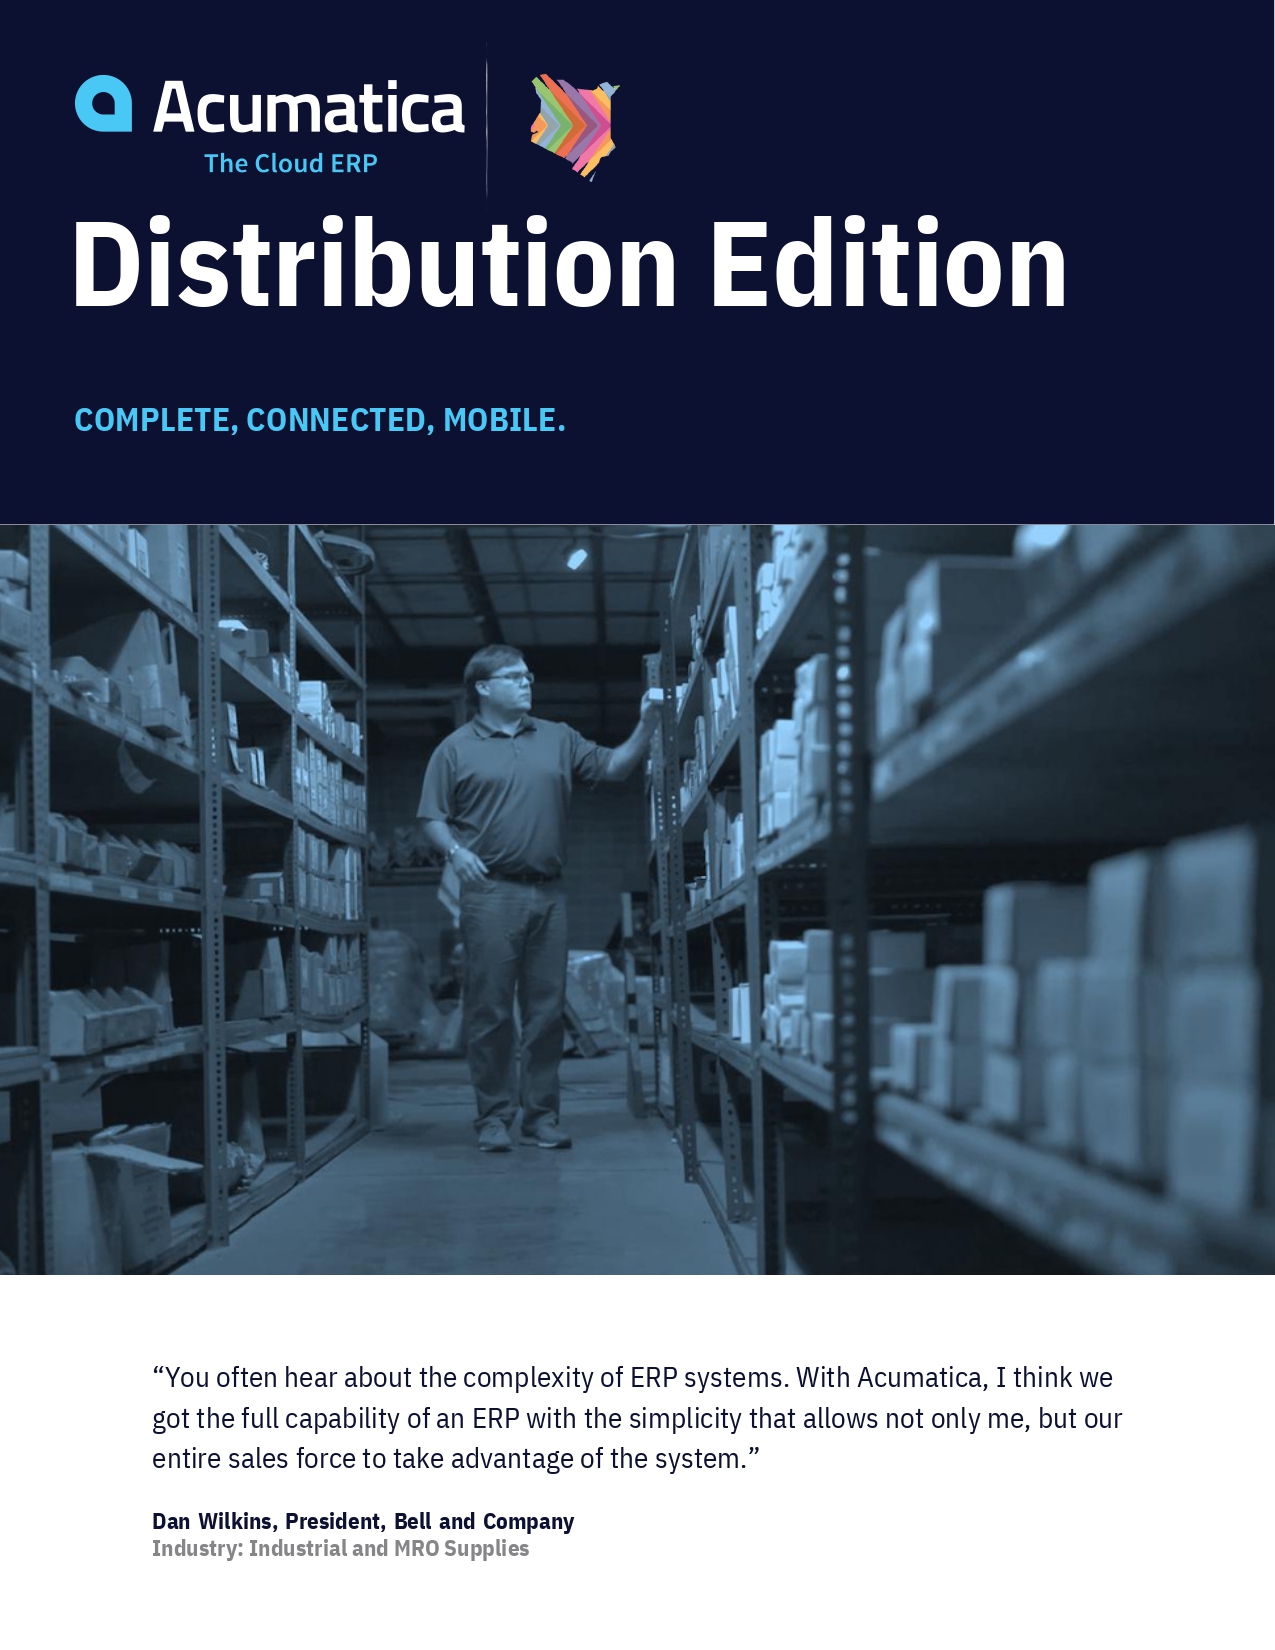 Acumatica
The Cloud ERP
Distribution Edition
COMPLETE, CONNECTED, MOBILE.
“You often hear about the complexity of ERP systems. With Acumatica, I think we
got the full capability of an ERP with the simplicity that allows not only me, but our
entire sales force to take advantage of the system.”
Dan Wilkins, President, Bell and Company
Industry: Industrial and MRO Supplies